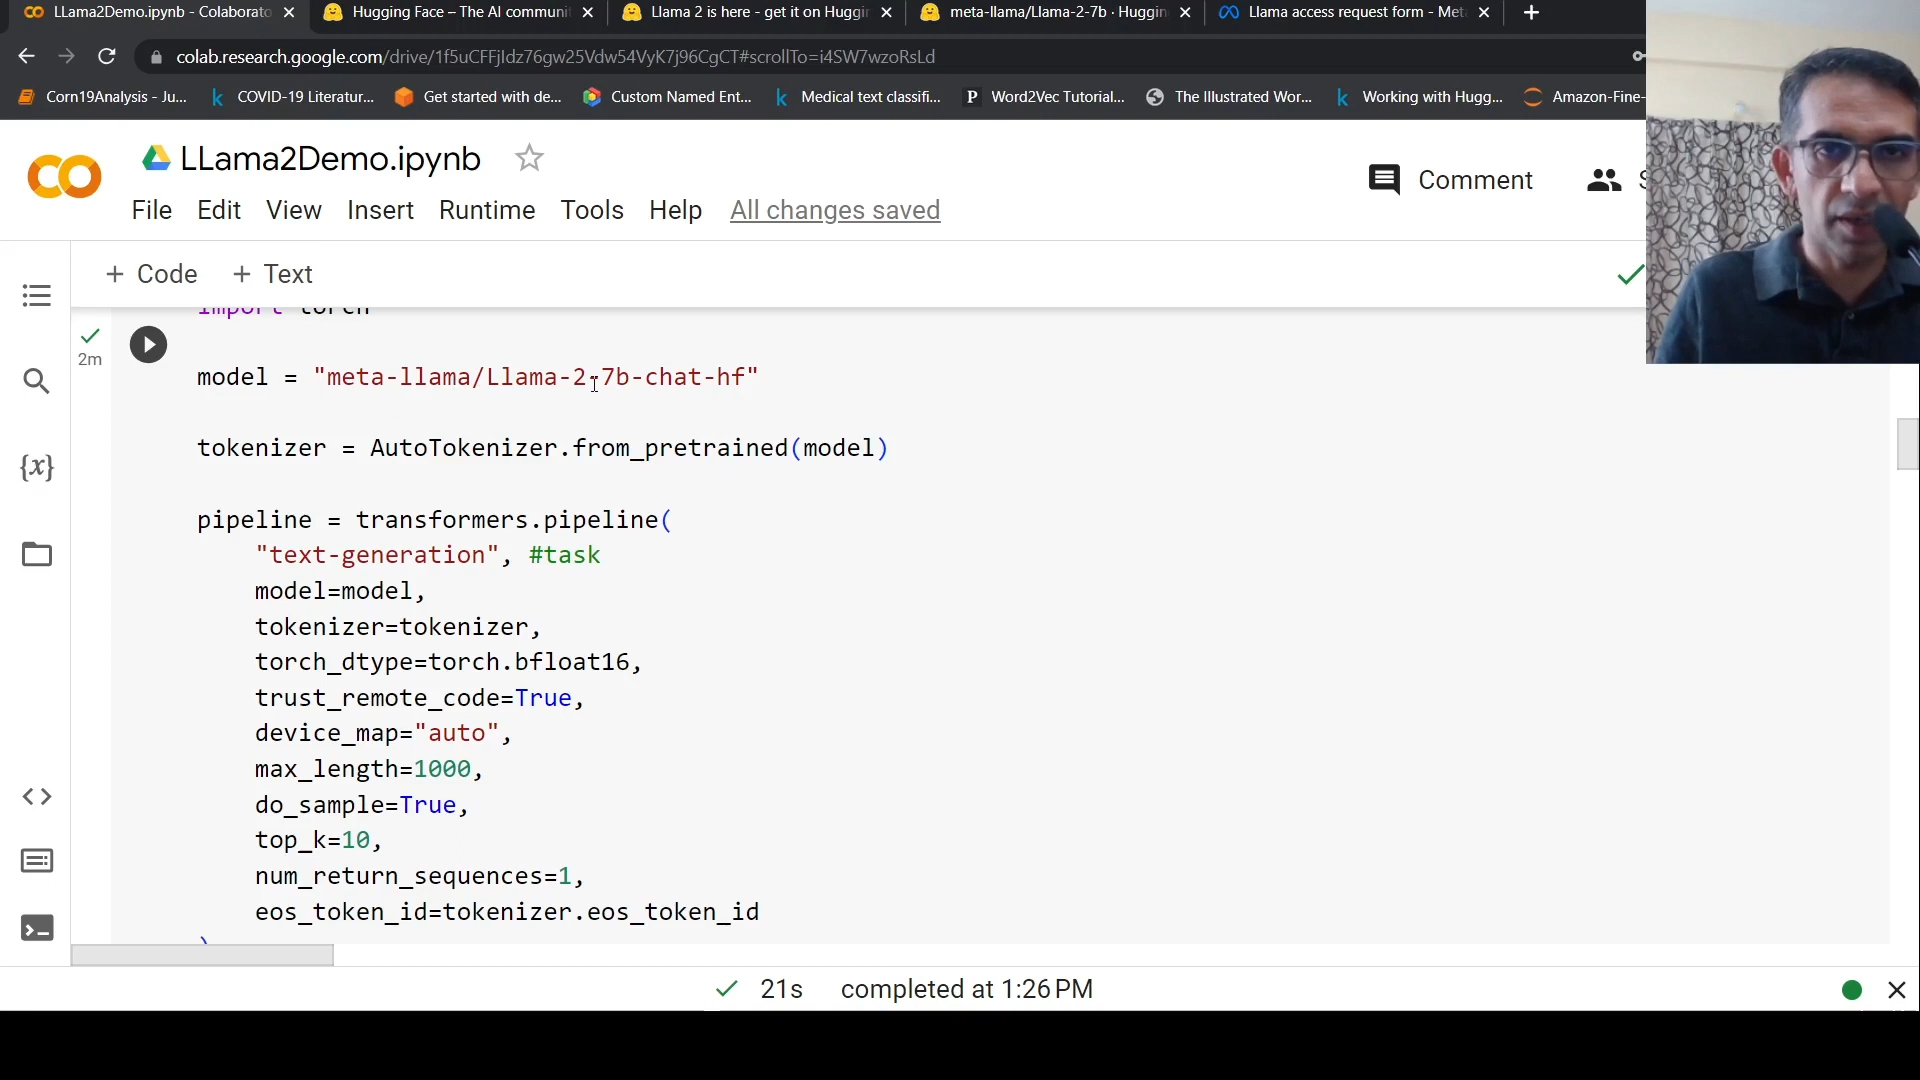 LLama2Demo.ipynb - Colaborato
Hugging Face – The AI communit
Llama 2 is here - get it on Huggin
meta-llama/Llama-2-7b · Huggin
Llama access request form - Met
colab.research.google.com/drive/1f5uCFFjIdz76gw25Vdw54VyK7j96CgCT#scrollTo=i4SW7wzoRsLd
Corn19Analysis - Ju...
COVID-19 Literatur...
Get started with de...
Custom Named Ent...
Medical text classifi...
Word2Vec Tutorial...
The Illustrated Wor...
Working with Hugg...
Amazon-Fine-
LLama2Demo.ipynb
Comment
File Edit View Insert Runtime Tools Help All changes saved
+ Code + Text
import torch
2m
model = "meta-llama/Llama-2-7b-chat-hf"
tokenizer = AutoTokenizer.from_pretrained(model)
pipeline = transformers.pipeline(
"text-generation", #task
model=model,
tokenizer=tokenizer,
torch_dtype=torch.bfloat16,
trust_remote_code=True,
device_map="auto",
max_length=1000,
do_sample=True,
top_k=10,
num_return_sequences=1,
eos_token_id=tokenizer.eos_token_id
)
21s completed at 1:26 PM